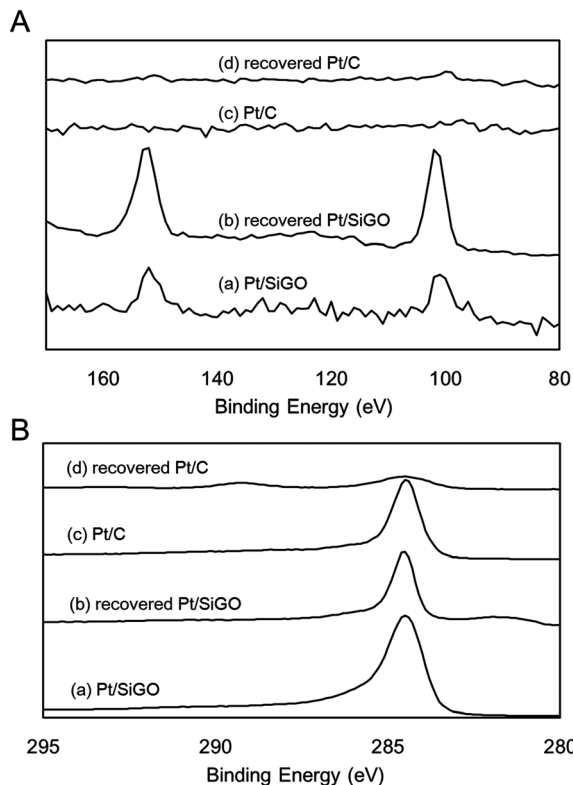 A
(d) recovered Pt/C
(c) Pt/C
(b) recovered Pt/SiGO
(a) Pt/SiGO
160 140 120 100 80
Binding Energy (eV)
B
(d) recovered Pt/C
(c) Pt/C
(b) recovered Pt/SiGO
(a) Pt/SiGO
295 290 285 280
Binding Energy (eV)